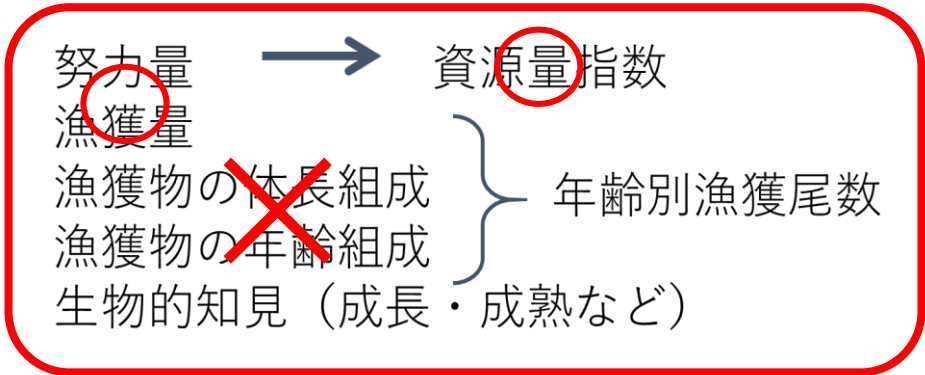 努力量 資源量指数
漁獲量
漁獲物の体長組成
漁獲物の年齢組成
年齢別漁獲尾数
生物的知見（成長・成熟など）